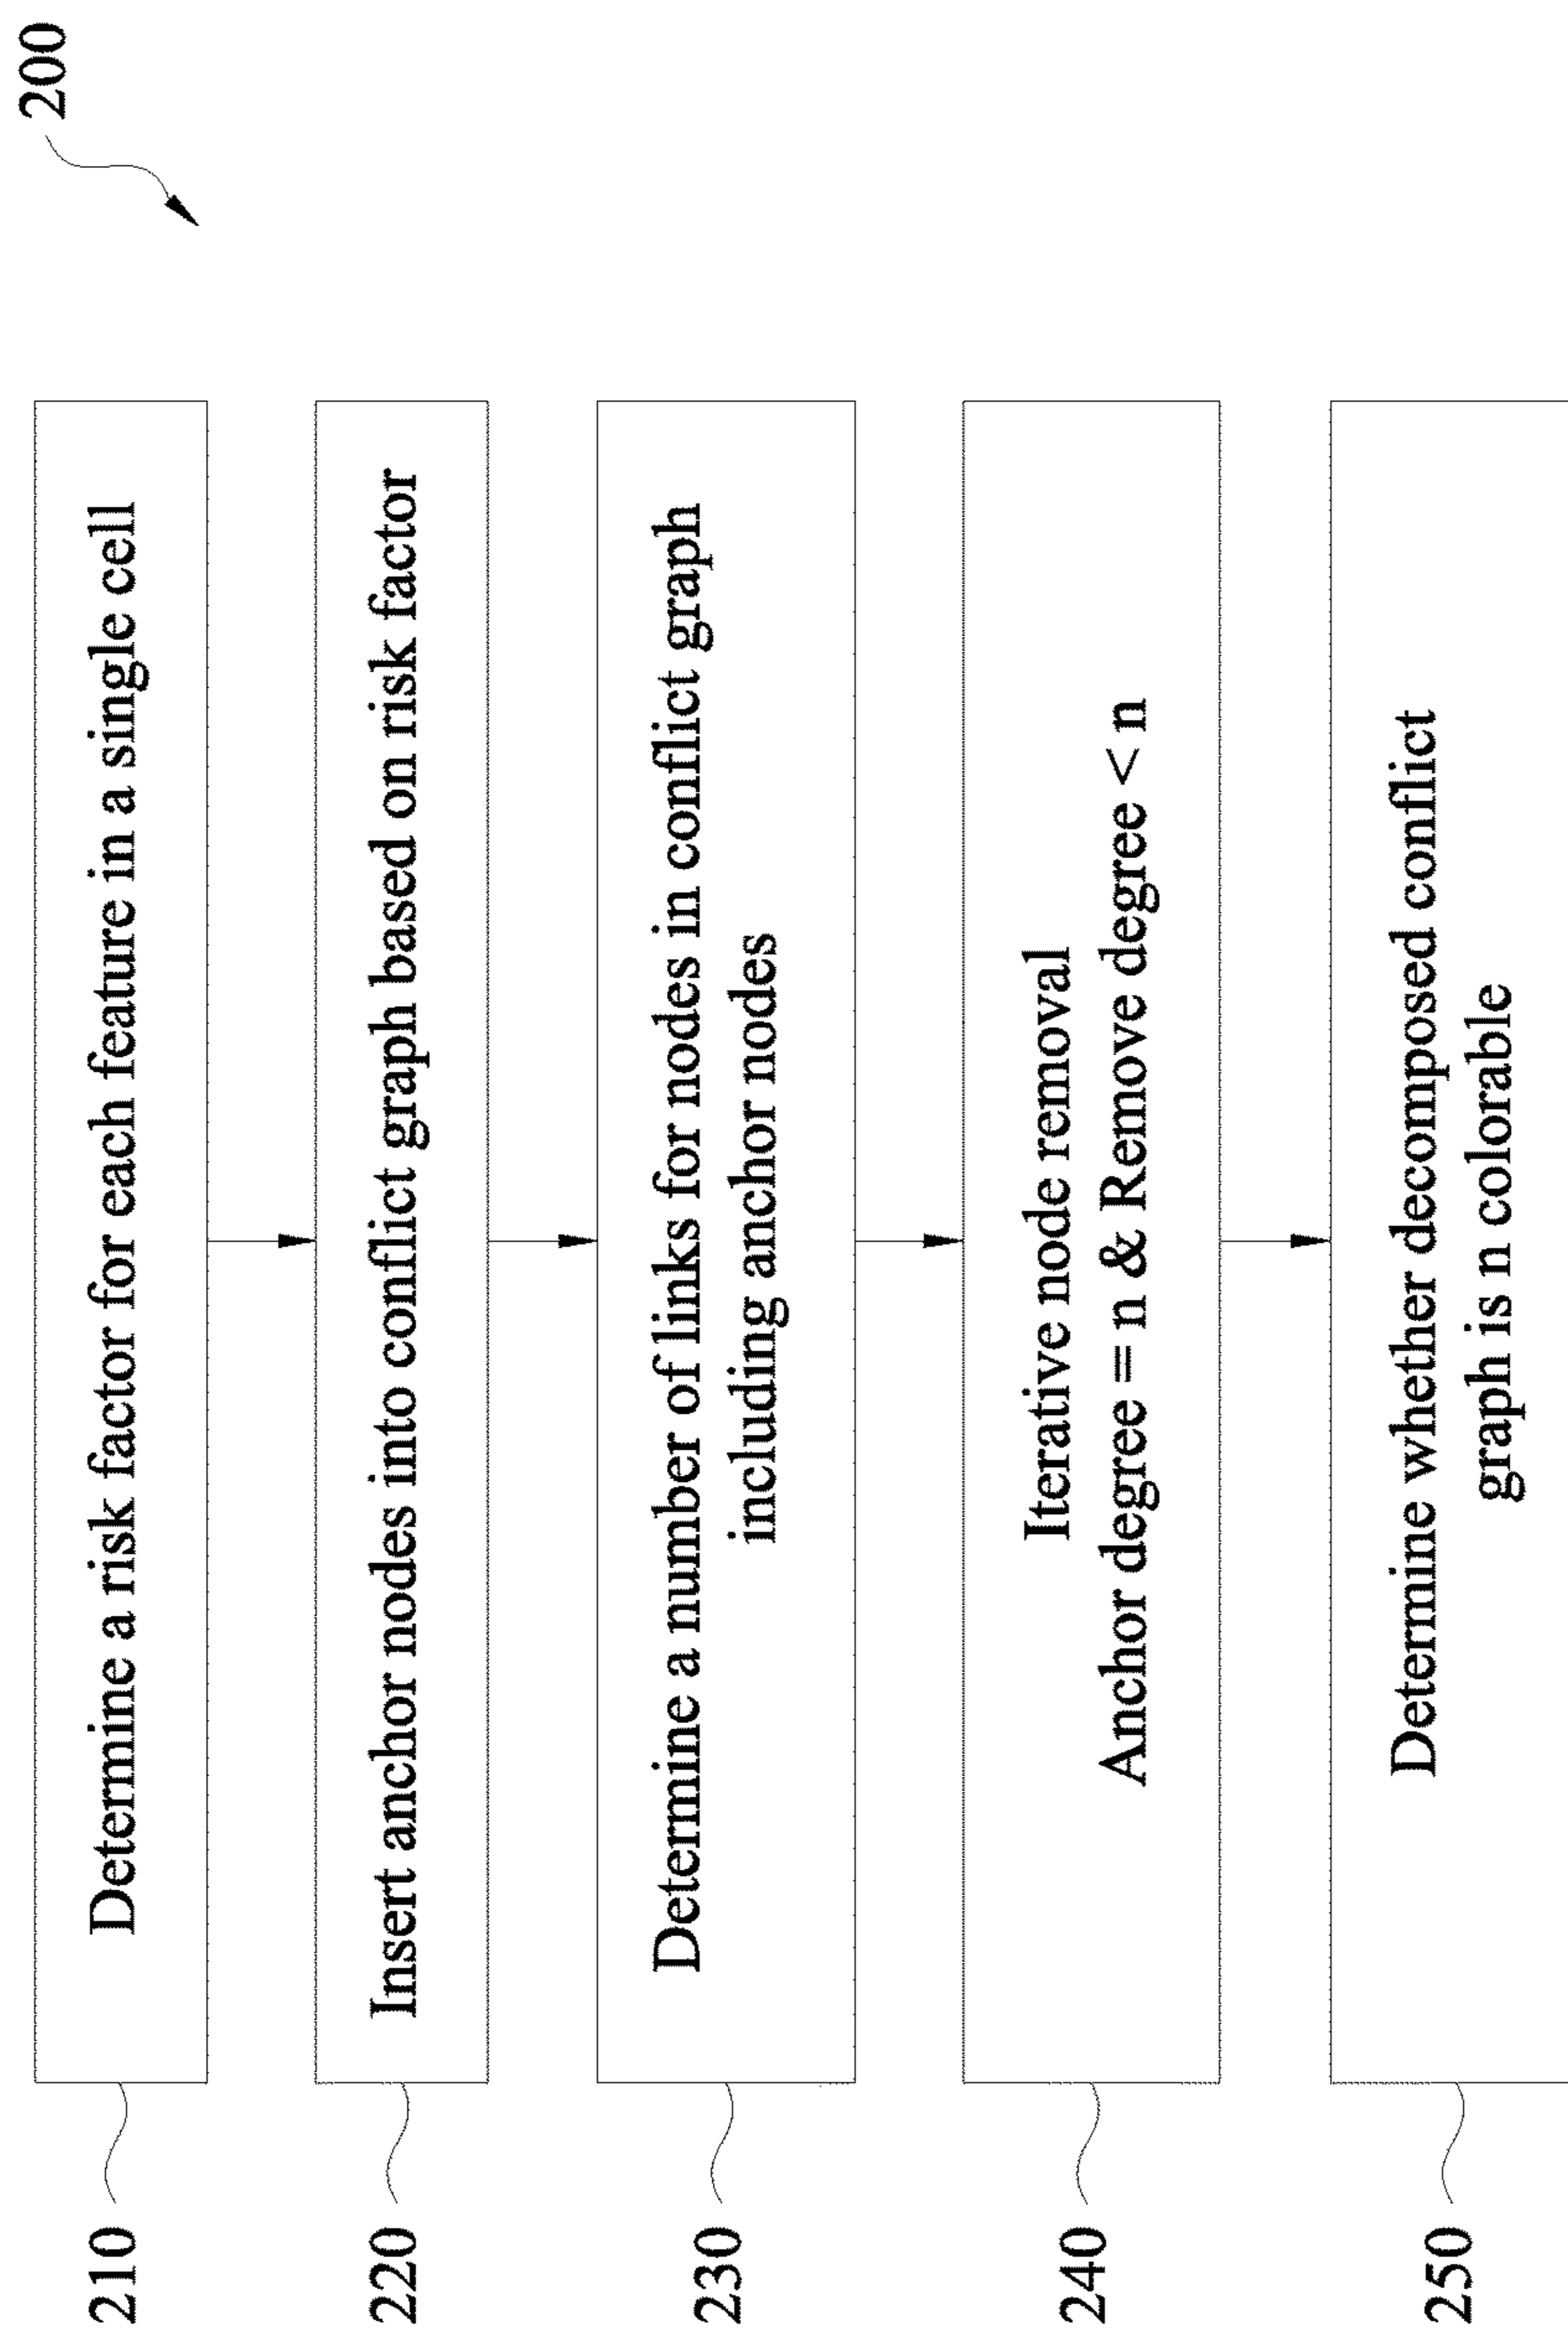 200
210
Determine a risk factor for each feature in a single cell
220
Insert anchor nodes into conflict graph based on risk factor
230
Determine a number of links for nodes in conflict graph
including anchor nodes
240
Iterative node removal
Anchor degree = n & Remove degree < n
250
Determine whether decomposed conflict
graph is n colorable